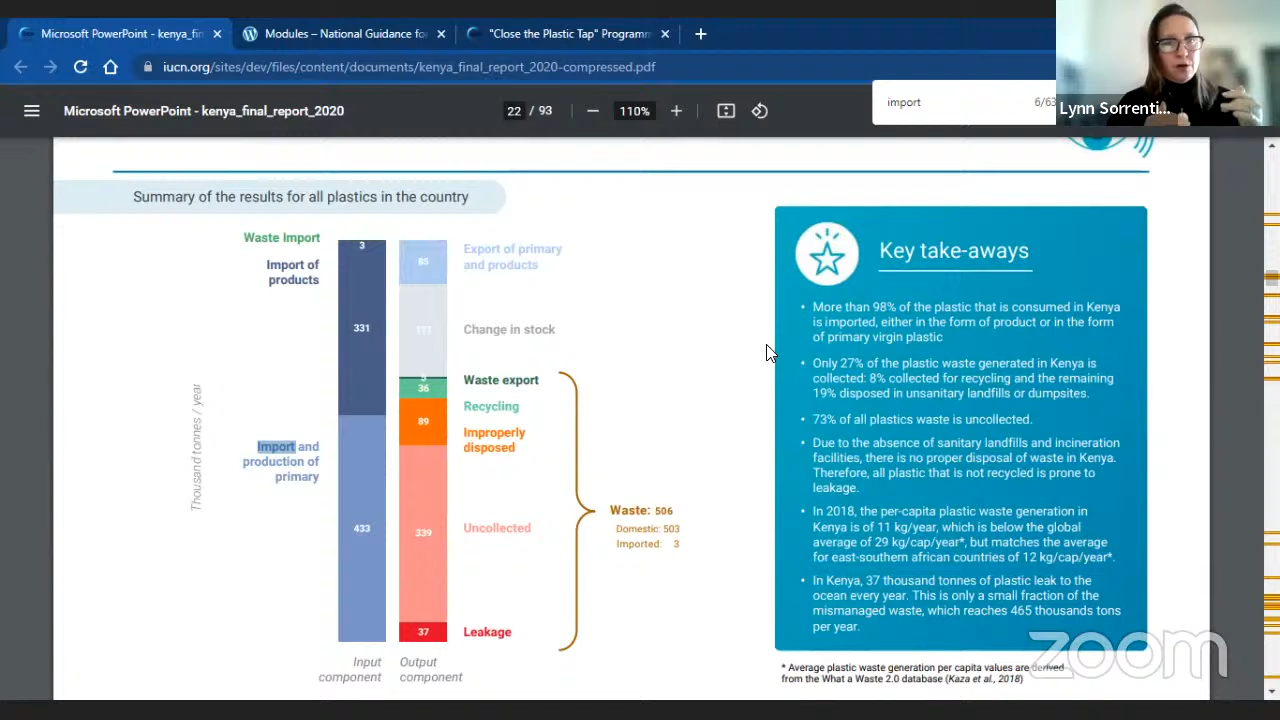 Microsoft PowerPoint - kenya_fin
Modules – National Guidance for
"Close the Plastic Tap" Programm
iucn.org/sites/dev/files/content/documents/kenya_final_report_2020-compressed.pdf
Microsoft PowerPoint - kenya_final_report_2020
22 / 93
110%
import
6/63
Lynn Sorrenti...
Summary of the results for all plastics in the country
Waste Import
Import of
products
Import and
production of
primary
Thousand tonnes / year
3
331
433
85
36
89
339
37
Export of primary
and products
Change in stock
Waste export
Recycling
Improperly
disposed
Uncollected
Leakage
Input
component
Output
component
Waste: 506
Domestic: 503
Imported: 3
Key take-aways
• More than 98% of the plastic that is consumed in Kenya
is imported, either in the form of product or in the form
of primary virgin plastic
• Only 27% of the plastic waste generated in Kenya is
collected: 8% collected for recycling and the remaining
19% disposed in unsanitary landfills or dumpsites.
• 73% of all plastics waste is uncollected.
• Due to the absence of sanitary landfills and incineration
facilities, there is no proper disposal of waste in Kenya.
Therefore, all plastic that is not recycled is prone to
leakage.
• In 2018, the per-capita plastic waste generation in
Kenya is of 11 kg/year, which is below the global
average of 29 kg/cap/year*, but matches the average
for east-southern african countries of 12 kg/cap/year*.
• In Kenya, 37 thousand tonnes of plastic leak to the
ocean every year. This is only a small fraction of the
mismanaged waste, which reaches 465 thousands tons
per year.
* Average plastic waste generation per capita values are derived
from the What a Waste 2.0 database (Kaza et al., 2018)
zoom